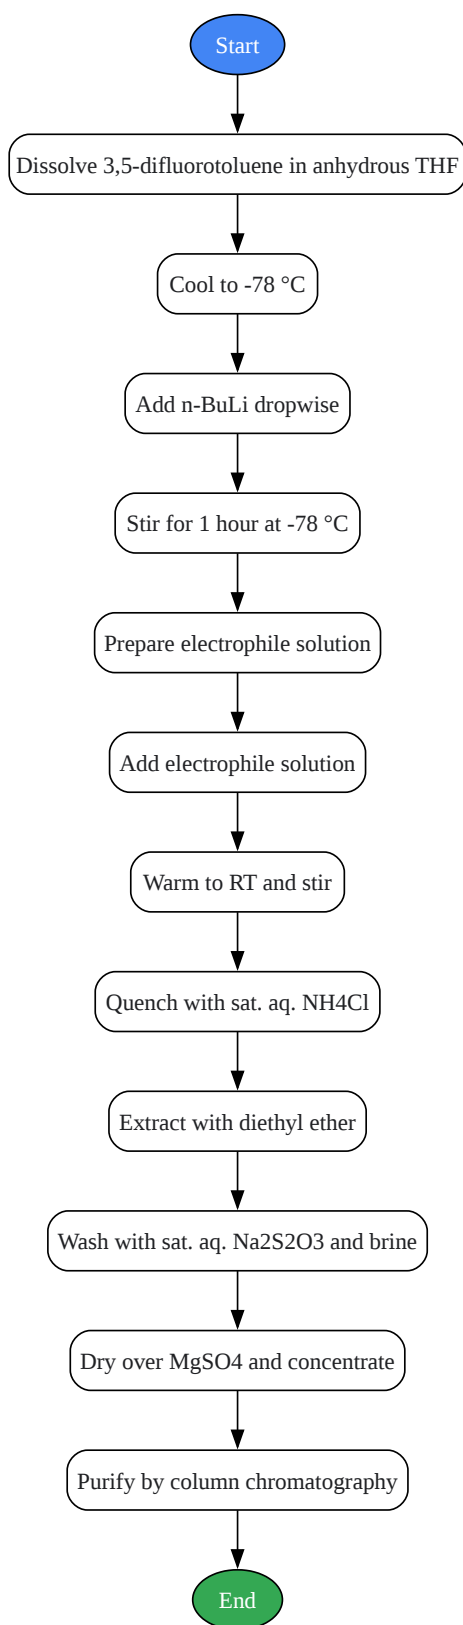 Start
Dissolve 3,5-difluorotoluene in anhydrous THF
Cool to -78 °C
Add n-BuLi dropwise
Stir for 1 hour at -78 °C
Prepare electrophile solution
Add electrophile solution
Warm to RT and stir
Quench with sat. aq. NH4Cl
Extract with diethyl ether
Wash with sat. aq. Na2S2O3 and brine
Dry over MgSO4 and concentrate
Purify by column chromatography
End